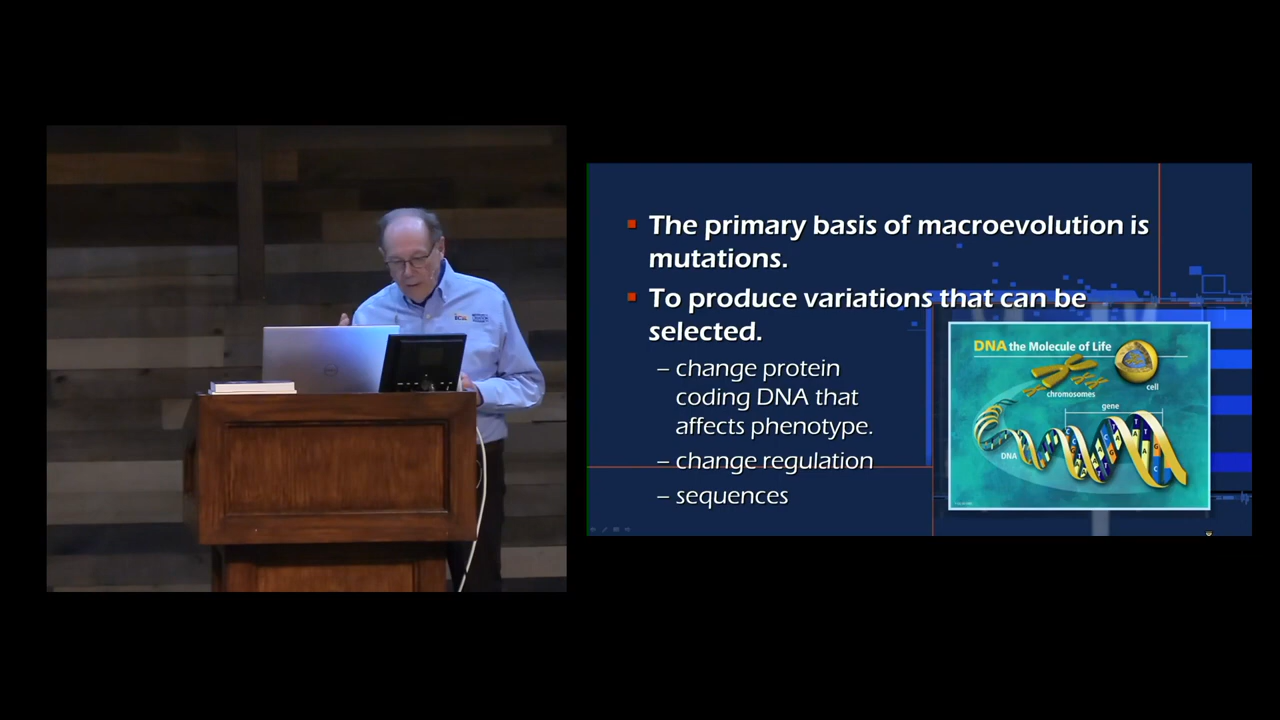 The primary basis of macroevolution is
mutations.
To produce variations that can be
selected.
– change protein
coding DNA that
affects phenotype.
– change regulation
– sequences
DNA the Molecule of Life
cell
chromosomes
gene
DNA